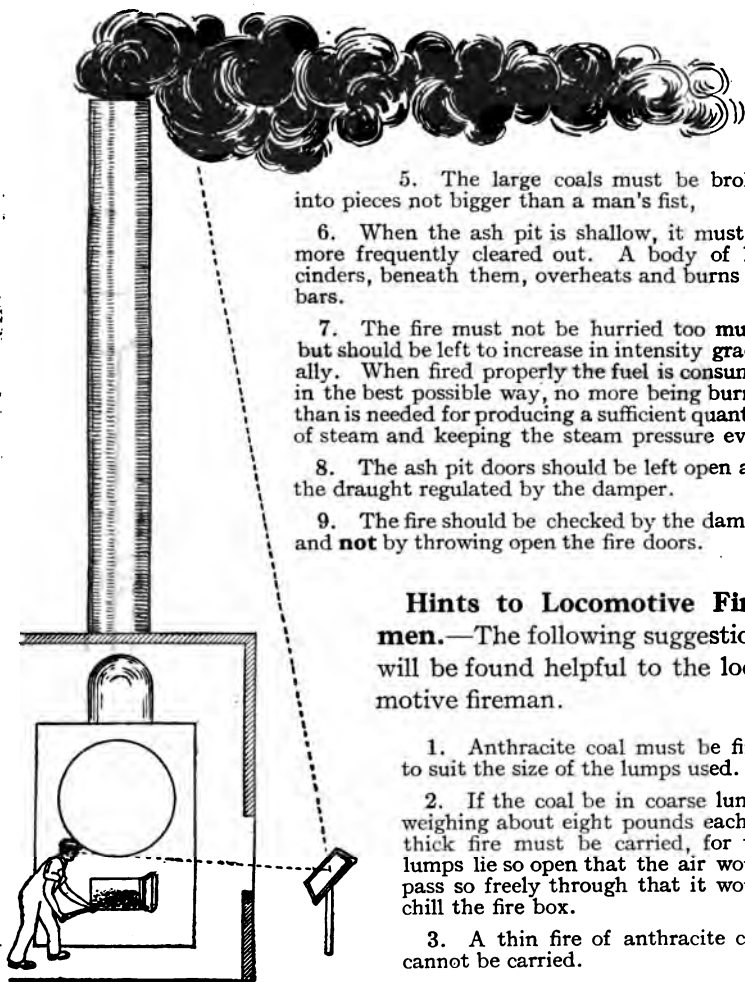 5. The large coals must be bro
into pieces not bigger than a man's fist,
6. When the ash pit is shallow, it must
more frequently cleared out. A body of
cinders, beneath them, overheats and burns
bars.
7. The fire must not be hurried too mu
but should be left to increase in intensity gra
ally. When fired properly the fuel is consun
in the best possible way, no more being burn
than is needed for producing a sufficient quant
of steam and keeping the steam pressure ev
8. The ash pit doors should be left open a
the draught regulated by the damper.
9. The fire should be checked by the dam
and not by throwing open the fire doors.
Hints to Locomotive Fir
men.—The following suggestio
will be found helpful to the loc
motive fireman.
1. Anthracite coal must be fi
to suit the size of the lumps used.
2. If the coal be in coarse lun
weighing about eight pounds each
thick fire must be carried, for
lumps lie so open that the air wo
pass so freely through that it wo
chill the fire box.
3. A thin fire of anthracite c
cannot be carried.